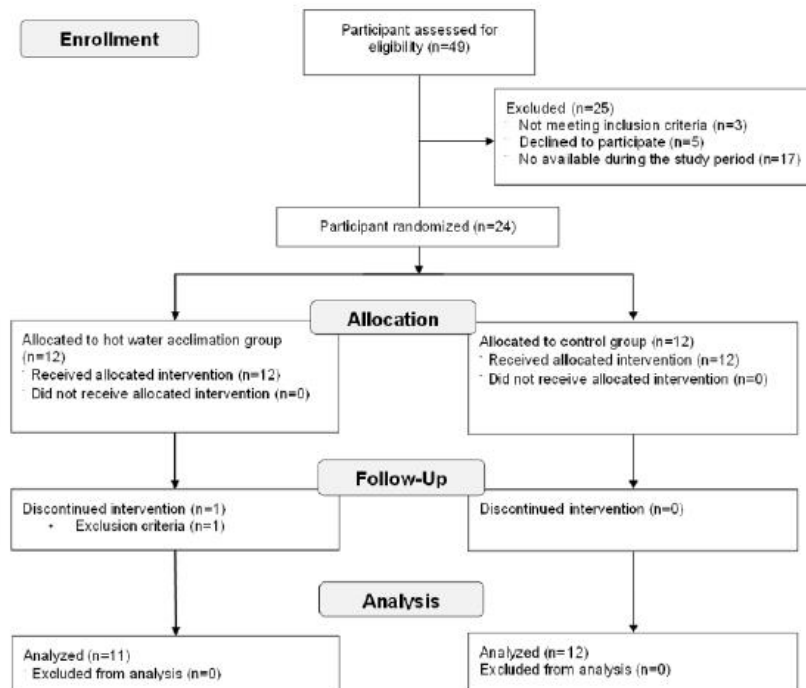 Enrollment
Participant assessed for
eligibility (n=49)
Excluded (n=25)
- Not meeting inclusion criteria (n=3)
- Declined to participate (n=5)
- No available during the study period (n=17)
Participant randomized (n=24)
Allocation
Allocated to hot water acclimation group
(n=12)
- Received allocated intervention (n=12)
- Did not receive allocated intervention (n=0)
Allocated to control group (n=12)
- Received allocated intervention (n=12)
- Did not receive allocated intervention (n=0)
Follow-Up
Discontinued intervention (n=1)
• Exclusion criteria (n=1)
Discontinued intervention (n=0)
Analysis
Analyzed (n=11)
- Excluded from analysis (n=0)
Analyzed (n=12)
Excluded from analysis (n=0)